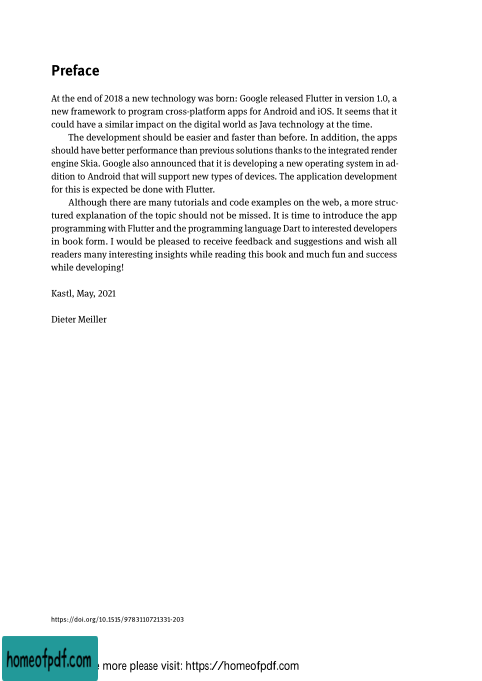 Preface
At the end of 2018 a new technology was born: Google released Flutter in version 1.0, a
new framework to program cross-platform apps for Android and iOS. It seems that it
could have a similar impact on the digital world as Java technology at the time.
The development should be easier and faster than before. In addition, the apps
should have better performance than previous solutions thanks to the integrated render
engine Skia. Google also announced that it is developing a new operating system in ad-
dition to Android that will support new types of devices. The application development
for this is expected be done with Flutter.
Although there are many tutorials and code examples on the web, a more struc-
tured explanation of the topic should not be missed. It is time to introduce the app
programming with Flutter and the programming language Dart to interested developers
in book form. I would be pleased to receive feedback and suggestions and wish all
readers many interesting insights while reading this book and much fun and success
while developing!
Kastl, May, 2021
Dieter Meiller
https://doi.org/10.1515/9783110721331-203
homeofpdf.com
more please visit: https://homeofpdf.com